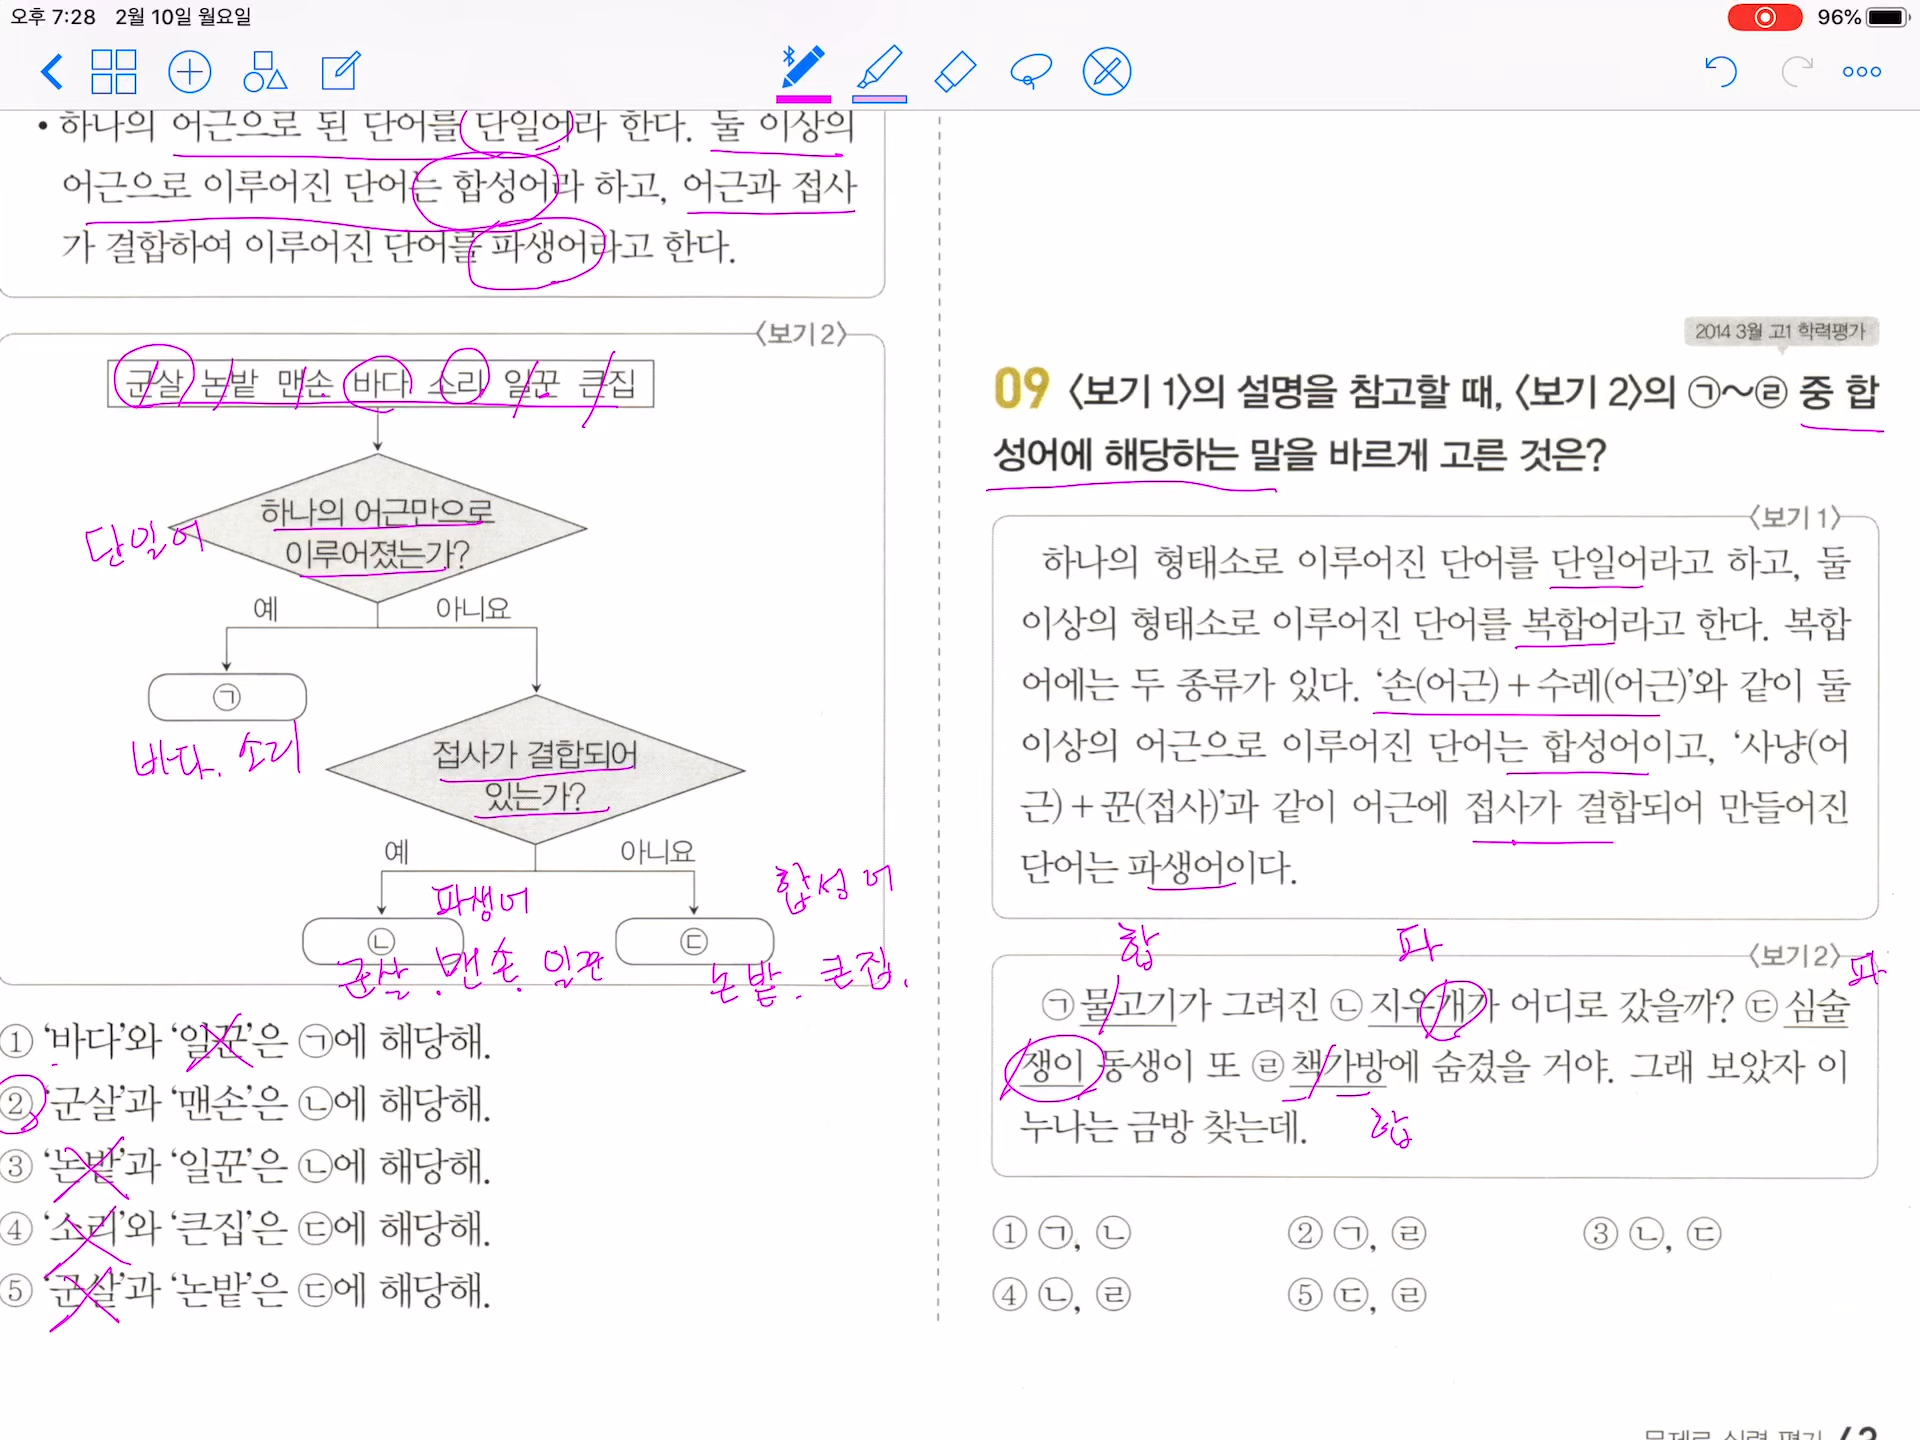 오후 7:28 2월 10일 월요일
96%
• 하나의 어근으로 된 단어를 단일어라 한다. 둘 이상의
어근으로 이루어진 단어는 합성어라 하고, 어근과 접사
가 결합하여 이루어진 단어를 파생어라고 한다.
〈보기 2〉
군살 논밭 맨손 바다 소리 일꾼 큰집
하나의 어근만으로
이루어졌는가?
단일어
예 아니요
㉠
바다. 소리
접사가 결합되어
있는가?
예 아니요
파생어 합성어
㉡ ㉢
군살. 맨손. 일꾼 논밭. 큰집.
① ‘바다’와 ‘일꾼’은 ㉠에 해당해.
② ‘군살’과 ‘맨손’은 ㉡에 해당해.
③ ‘논밭’과 ‘일꾼’은 ㉡에 해당해.
④ ‘소리’와 ‘큰집’은 ㉢에 해당해.
⑤ ‘군살’과 ‘논밭’은 ㉢에 해당해.
2014 3월 고1 학력평가
09 〈보기 1〉의 설명을 참고할 때, 〈보기 2〉의 ㉠～㉣ 중 합
성어에 해당하는 말을 바르게 고른 것은?
〈보기 1〉
하나의 형태소로 이루어진 단어를 단일어라고 하고, 둘
이상의 형태소로 이루어진 단어를 복합어라고 한다. 복합
어에는 두 종류가 있다. ‘손(어근)+수레(어근)’와 같이 둘
이상의 어근으로 이루어진 단어는 합성어이고, ‘사냥(어
근)+꾼(접사)’과 같이 어근에 접사가 결합되어 만들어진
단어는 파생어이다.
합 파
〈보기 2〉
파
㉠ 물고기가 그려진 ㉡ 지우개가 어디로 갔을까? ㉢ 심술
쟁이 동생이 또 ㉣ 책가방에 숨겼을 거야. 그래 보았자 이
누나는 금방 찾는데.
합
① ㉠, ㉡ ② ㉠, ㉣ ③ ㉡, ㉢
④ ㉡, ㉣ ⑤ ㉢, ㉣